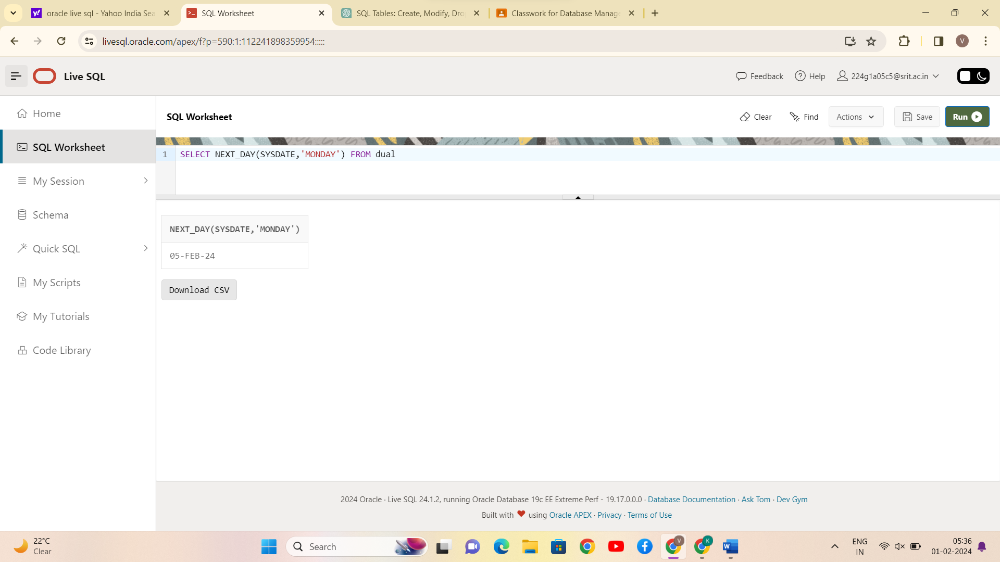 oracle live sql - Yahoo India Sea
SQL Worksheet
SQL Tables: Create, Modify, Dro
Classwork for Database Manage
livesql.oracle.com/apex/f?p=590:1:112241898359954:::::
V
Live SQL
Feedback
Help
224g1a05c5@srit.ac.in
Home
SQL Worksheet
My Session
Schema
Quick SQL
My Scripts
My Tutorials
Code Library
SQL Worksheet
Clear
Find
Actions
Save
Run
1 SELECT NEXT_DAY(SYSDATE,'MONDAY') FROM dual
NEXT_DAY(SYSDATE,'MONDAY')
05-FEB-24
Download CSV
2024 Oracle · Live SQL 24.1.2, running Oracle Database 19c EE Extreme Perf - 19.17.0.0.0 · Database Documentation · Ask Tom · Dev Gym
Built with ❤ using Oracle APEX · Privacy · Terms of Use
22°C
Clear
Search
V
K
W
ENG
IN
05:36
01-02-2024